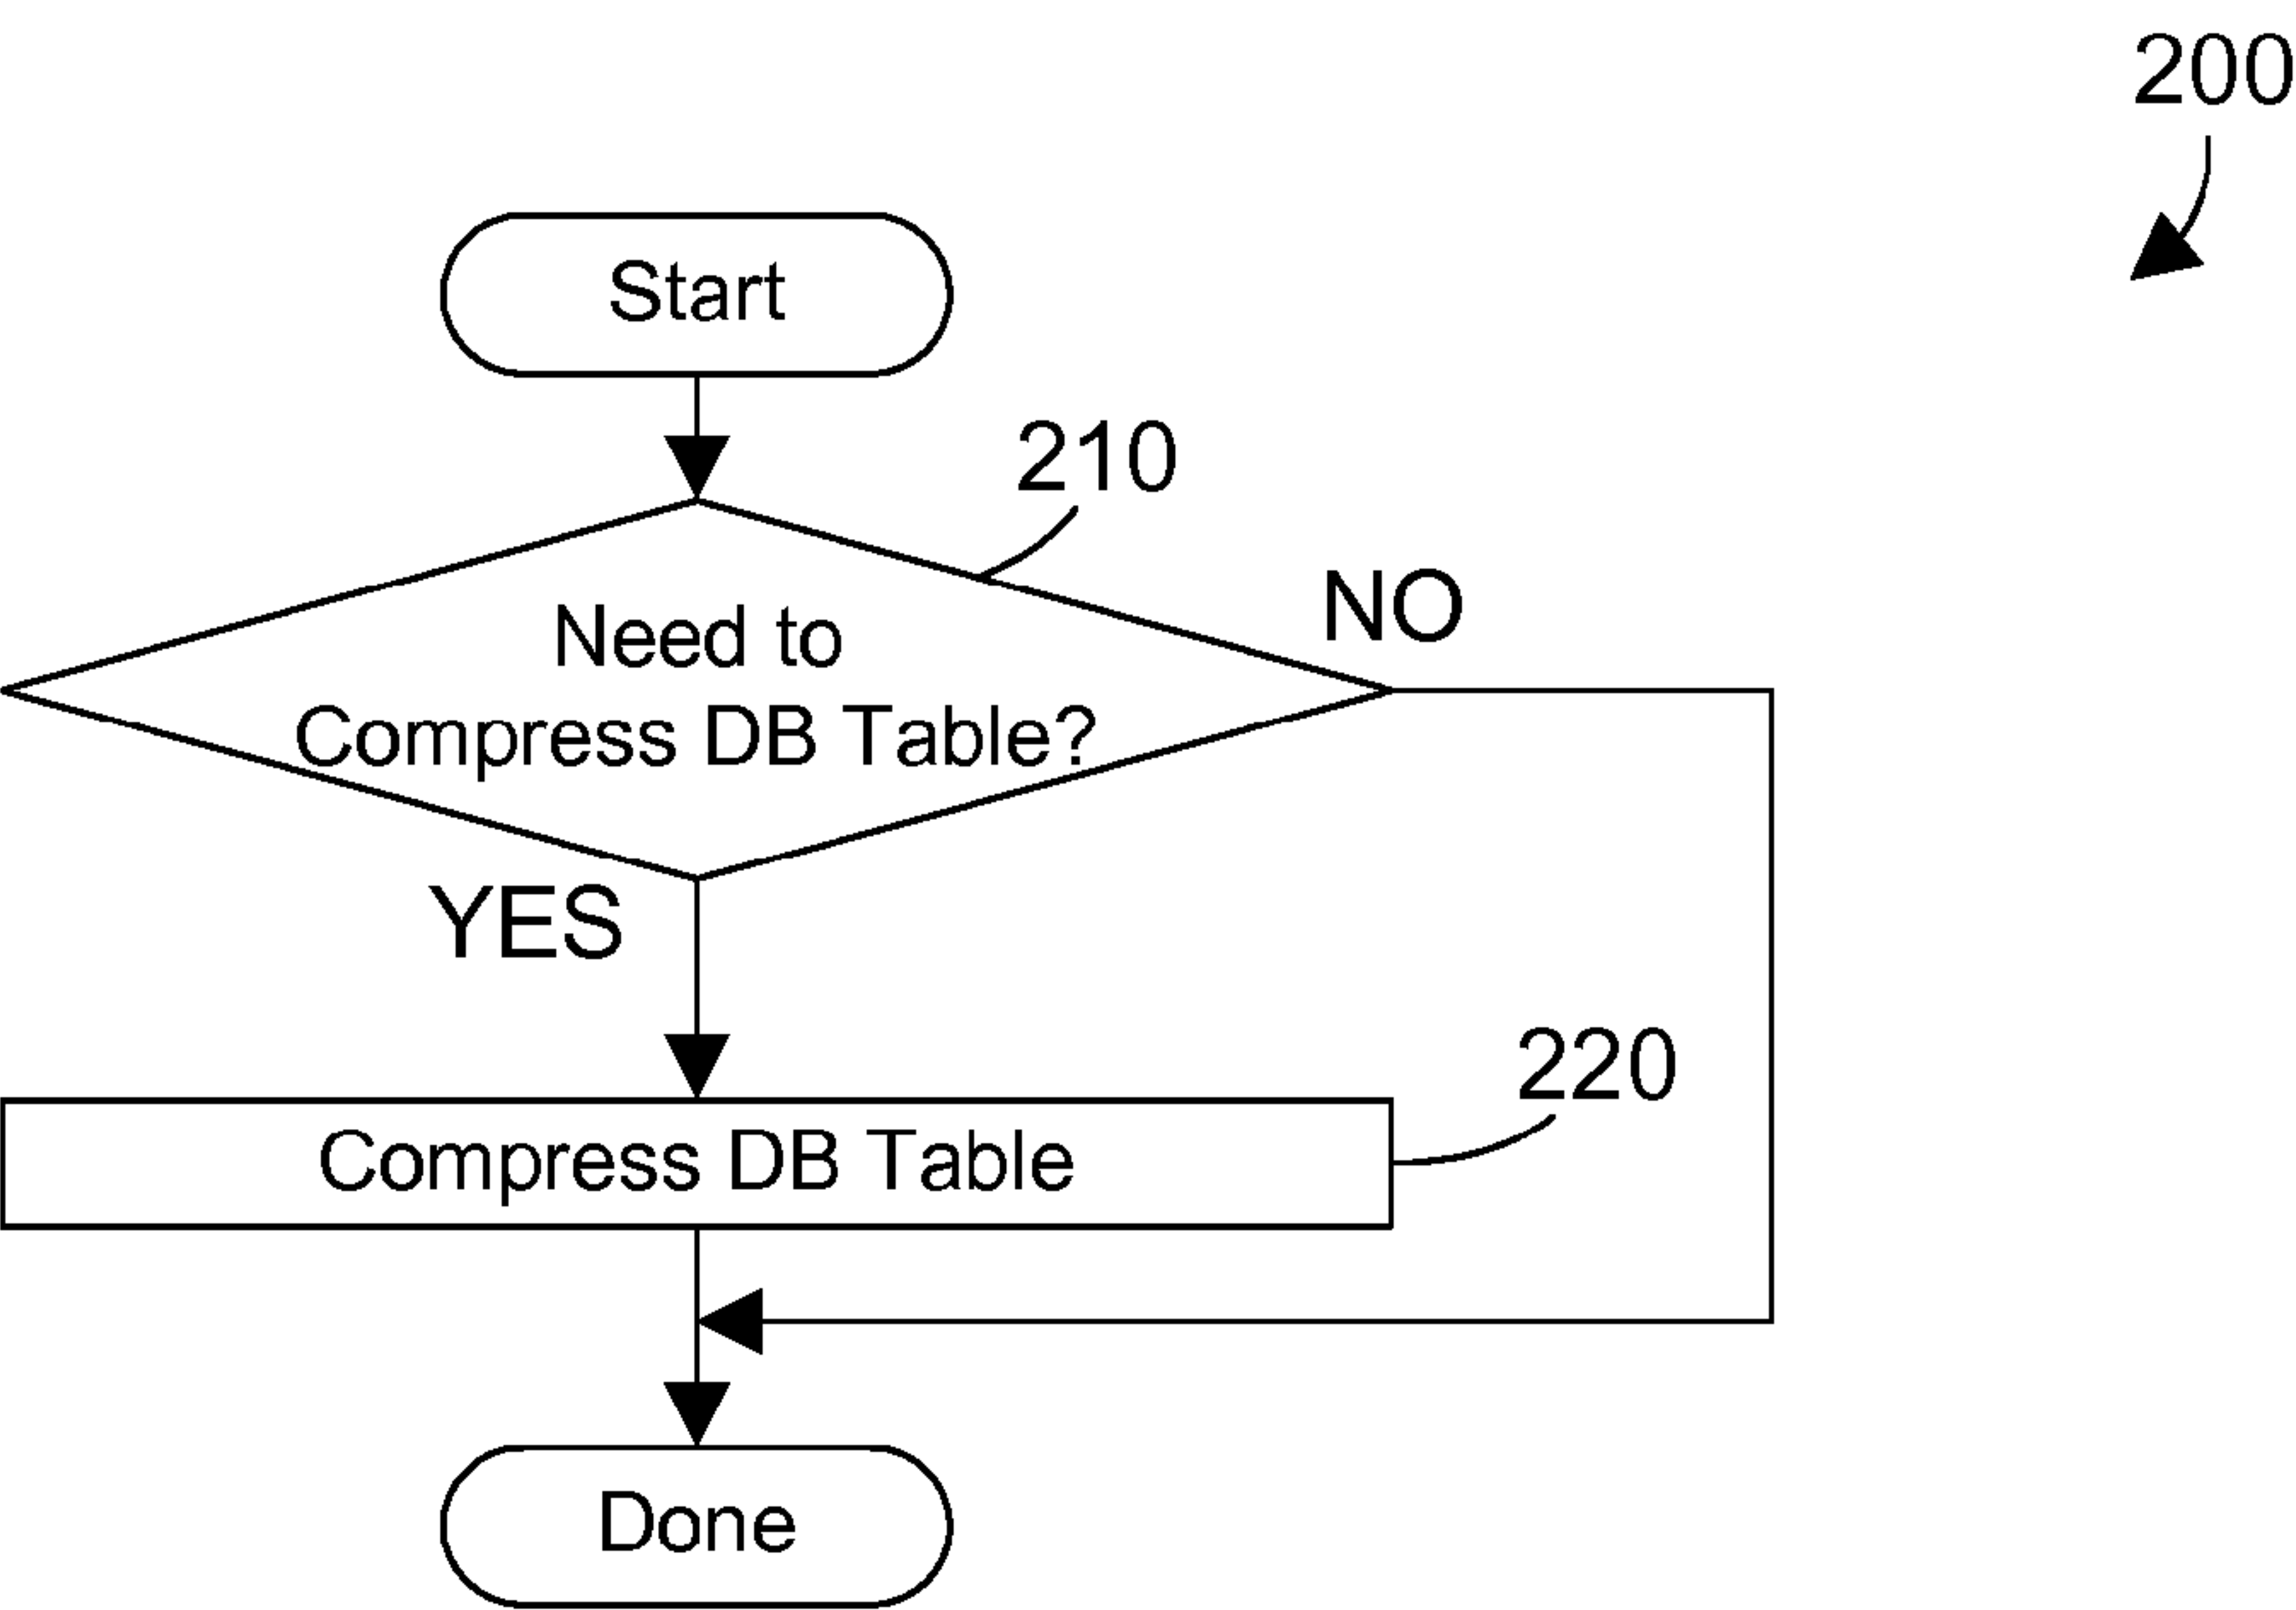 200
Start
210
Need to
Compress DB Table?
NO
YES
220
Compress DB Table
Done